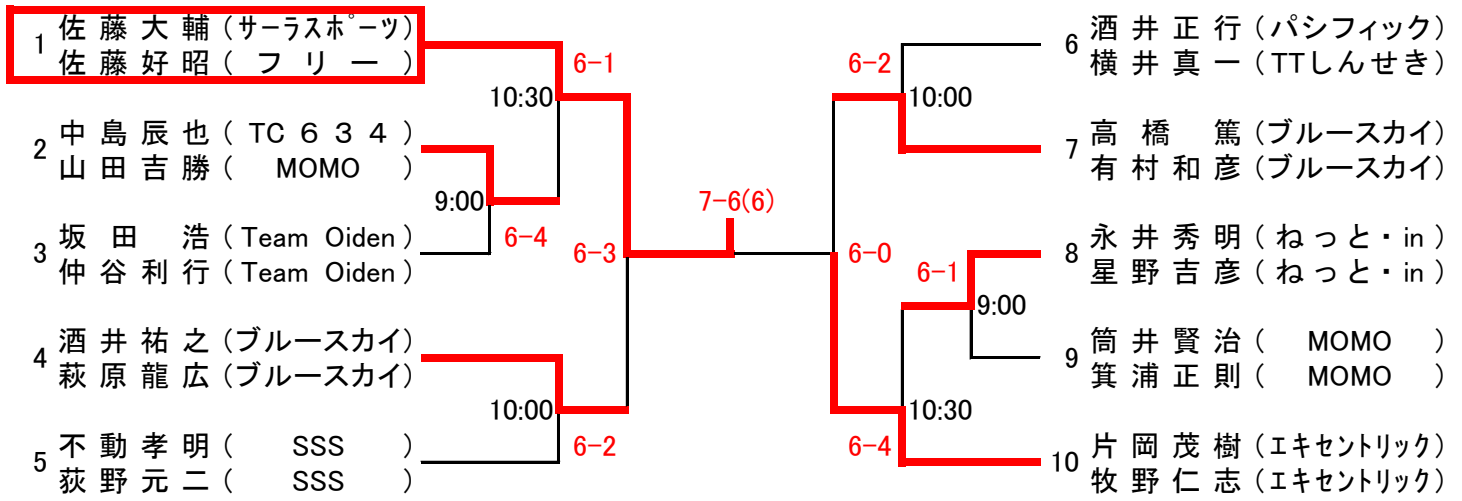 1 佐藤大輔(サーラスポーツ)
佐藤好昭(フリー)
6-1
10:30
2 中島辰也(TC634)
山田吉勝(MOMO)
9:00
6-4
3 坂田 浩(Team Oiden)
仲谷利行(Team Oiden)
6-3
4 酒井祐之(ブルースカイ)
萩原龍広(ブルースカイ)
10:00
6-2
5 不動孝明(SSS)
荻野元二(SSS)
7-6(6)
6 酒井正行(パシフィック)
横井真一(TTしんせき)
6-2
10:00
7 高橋 篤(ブルースカイ)
有村和彦(ブルースカイ)
6-0
8 永井秀明(ねっと・in)
星野吉彦(ねっと・in)
6-1
9:00
9 筒井賢治(MOMO)
箕浦正則(MOMO)
10:30
6-4
10 片岡茂樹(エキセントリック)
牧野仁志(エキセントリック)